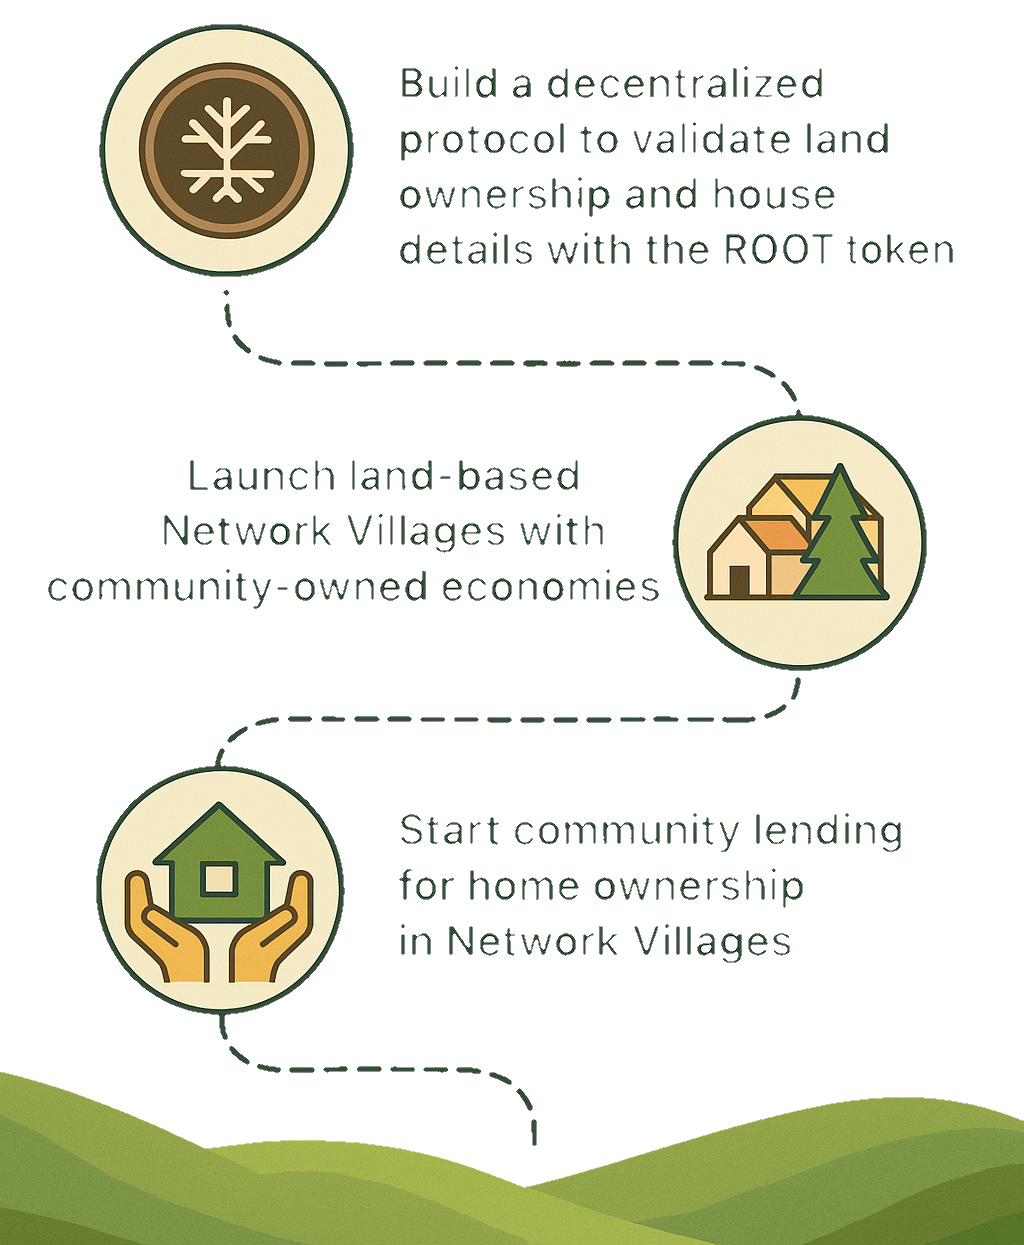 Build a decentralized
protocol to validate land
ownership and house
details with the ROOT token
Launch land-based
Network Villages with
community-owned economies
Start community lending
for home ownership
in Network Villages